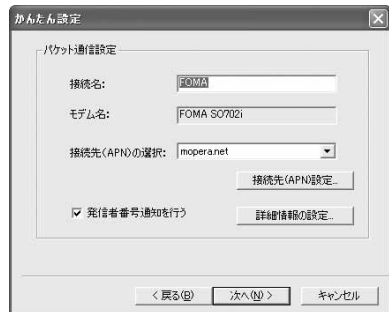 かんたん設定
パケット通信設定
接続名: FOMA
モデム名: FOMA SO702i
接続先(APN)の選択: mopera.net
接続先(APN)設定...
発信者番号通知を行う
詳細情報の設定...
< 戻る(B) 次へ(N) > キャンセル